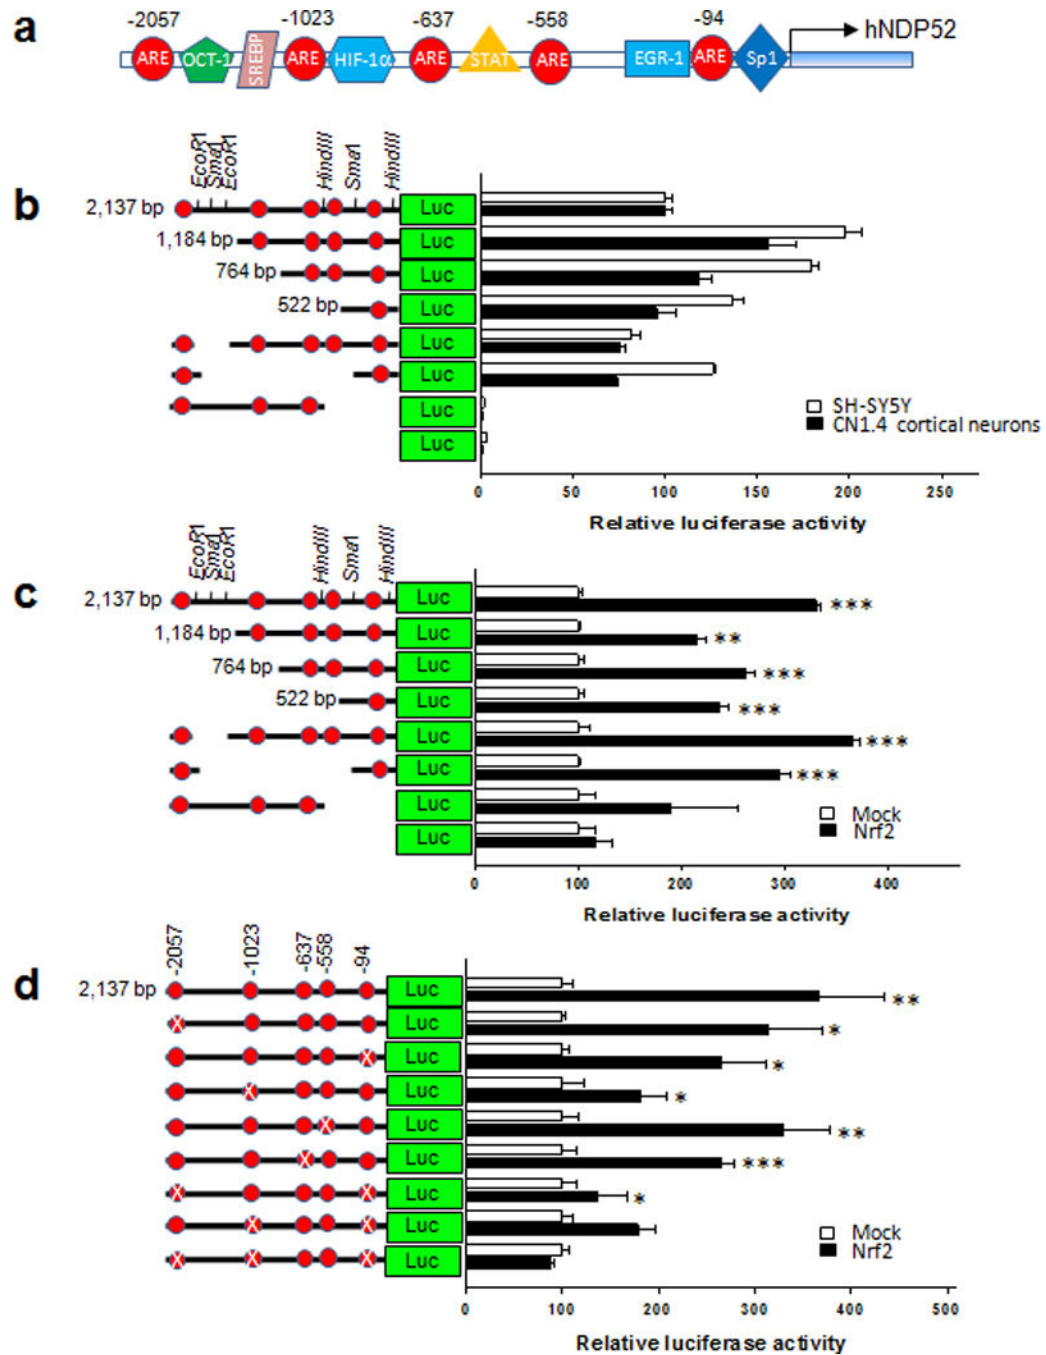 a
-2057 -1023 -637 -558 -94
hNDP52
ARE OCT-1 SREBP ARE HIF-1α ARE STAT ARE EGR-1 ARE Sp1
b
EcoR1 Sma1 EcoR1 HindIII Sma1 HindIII
2,137 bp Luc
1,184 bp Luc
764 bp Luc
522 bp Luc
Luc
Luc
Luc
Luc
SH-SY5Y
CN1.4 cortical neurons
0 50 100 150 200 250
Relative luciferase activity
c
EcoR1 Sma1 EcoR1 HindIII Sma1 HindIII
2,137 bp Luc ***
1,184 bp Luc **
764 bp Luc ***
522 bp Luc ***
Luc ***
Luc ***
Luc
Luc
Mock
Nrf2
0 100 200 300 400
Relative luciferase activity
d
-2057 -1023 -637 -558 -94
2,137 bp Luc **
X Luc *
X Luc *
X Luc *
X Luc **
X Luc ***
X X Luc *
X X Luc
X X X Luc
Mock
Nrf2
0 100 200 300 400 500
Relative luciferase activity